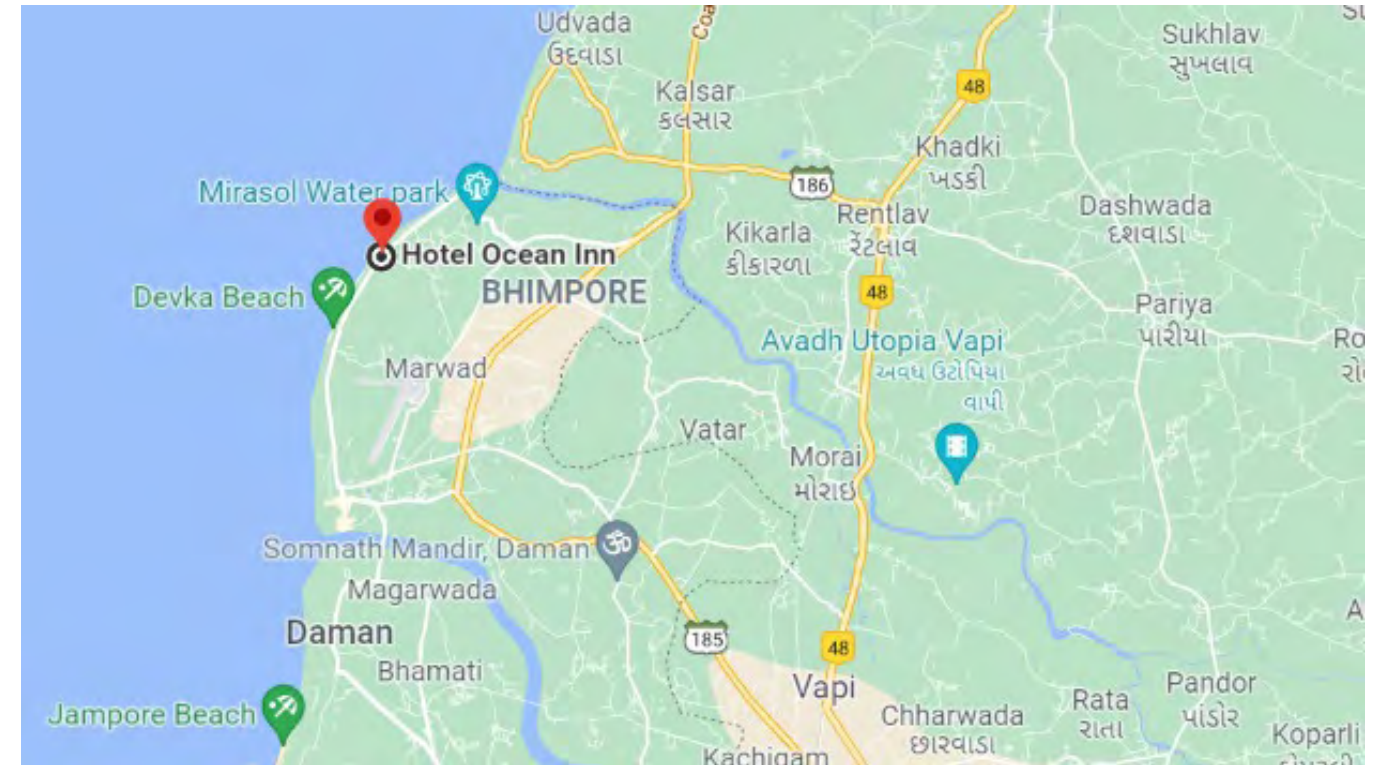 Udvada
ઉદવાડા
Coa
Sukhlav
સુખલાવ
48
Kalsar
કલસાર
Khadki
ખડકી
Mirasol Water park
186
Rentlav
રેંટલાવ
Dashwada
દશવાડા
Kikarla
કીકારળા
Hotel Ocean Inn
Devka Beach
BHIMPORE
48
Pariya
પારીયા
Avadh Utopia Vapi
અવધ ઉટોપિયા
વાપી
Ro
Marwad
Vatar
Morai
મોરાઈ
Somnath Mandir, Daman
ૐ
Magarwada
Daman
185
48
Bhamati
Vapi
Jampore Beach
Chharwada
છારવાડા
Rata
રાતા
Pandor
પાંડોર
Koparli
Kachigam
A